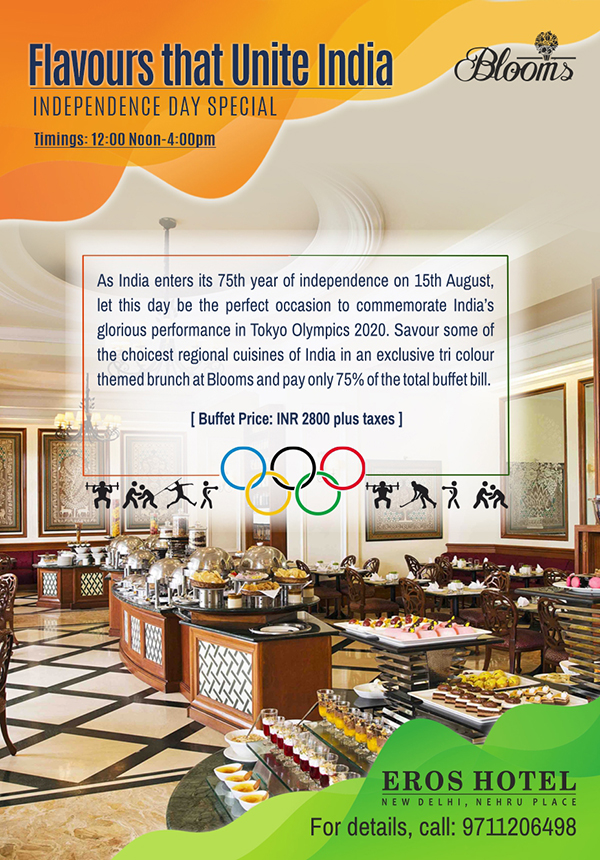 Flavours that Unite India
Blooms
INDEPENDENCE DAY SPECIAL
Timings: 12:00 Noon-4:00pm
As India enters its 75th year of independence on 15th August,
let this day be the perfect occasion to commemorate India's
glorious performance in Tokyo Olympics 2020. Savour some of
the choicest regional cuisines of India in an exclusive tri colour
themed brunch at Blooms and pay only 75% of the total buffet bill.
[ Buffet Price: INR 2800 plus taxes ]
EROS HOTEL
NEW DELHI, NEHRU PLACE
For details, call: 9711206498